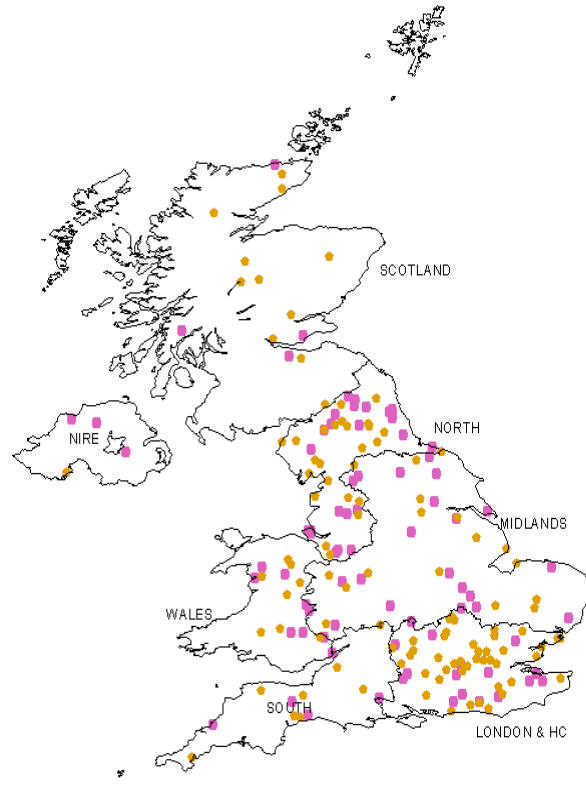 SCOTLAND
NORTH
NIRE
MIDLANDS
WALES
SOUTH
LONDON & HC